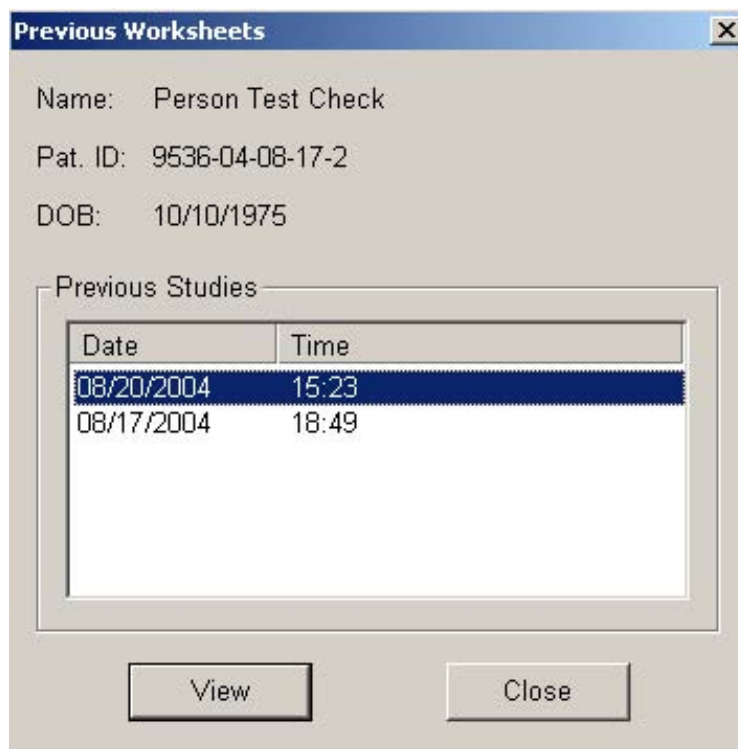 Previous Worksheets
Name: Person Test Check
Pat. ID: 9536-04-08-17-2
DOB: 10/10/1975
Previous Studies
Date Time
08/20/2004 15:23
08/17/2004 18:49
View Close